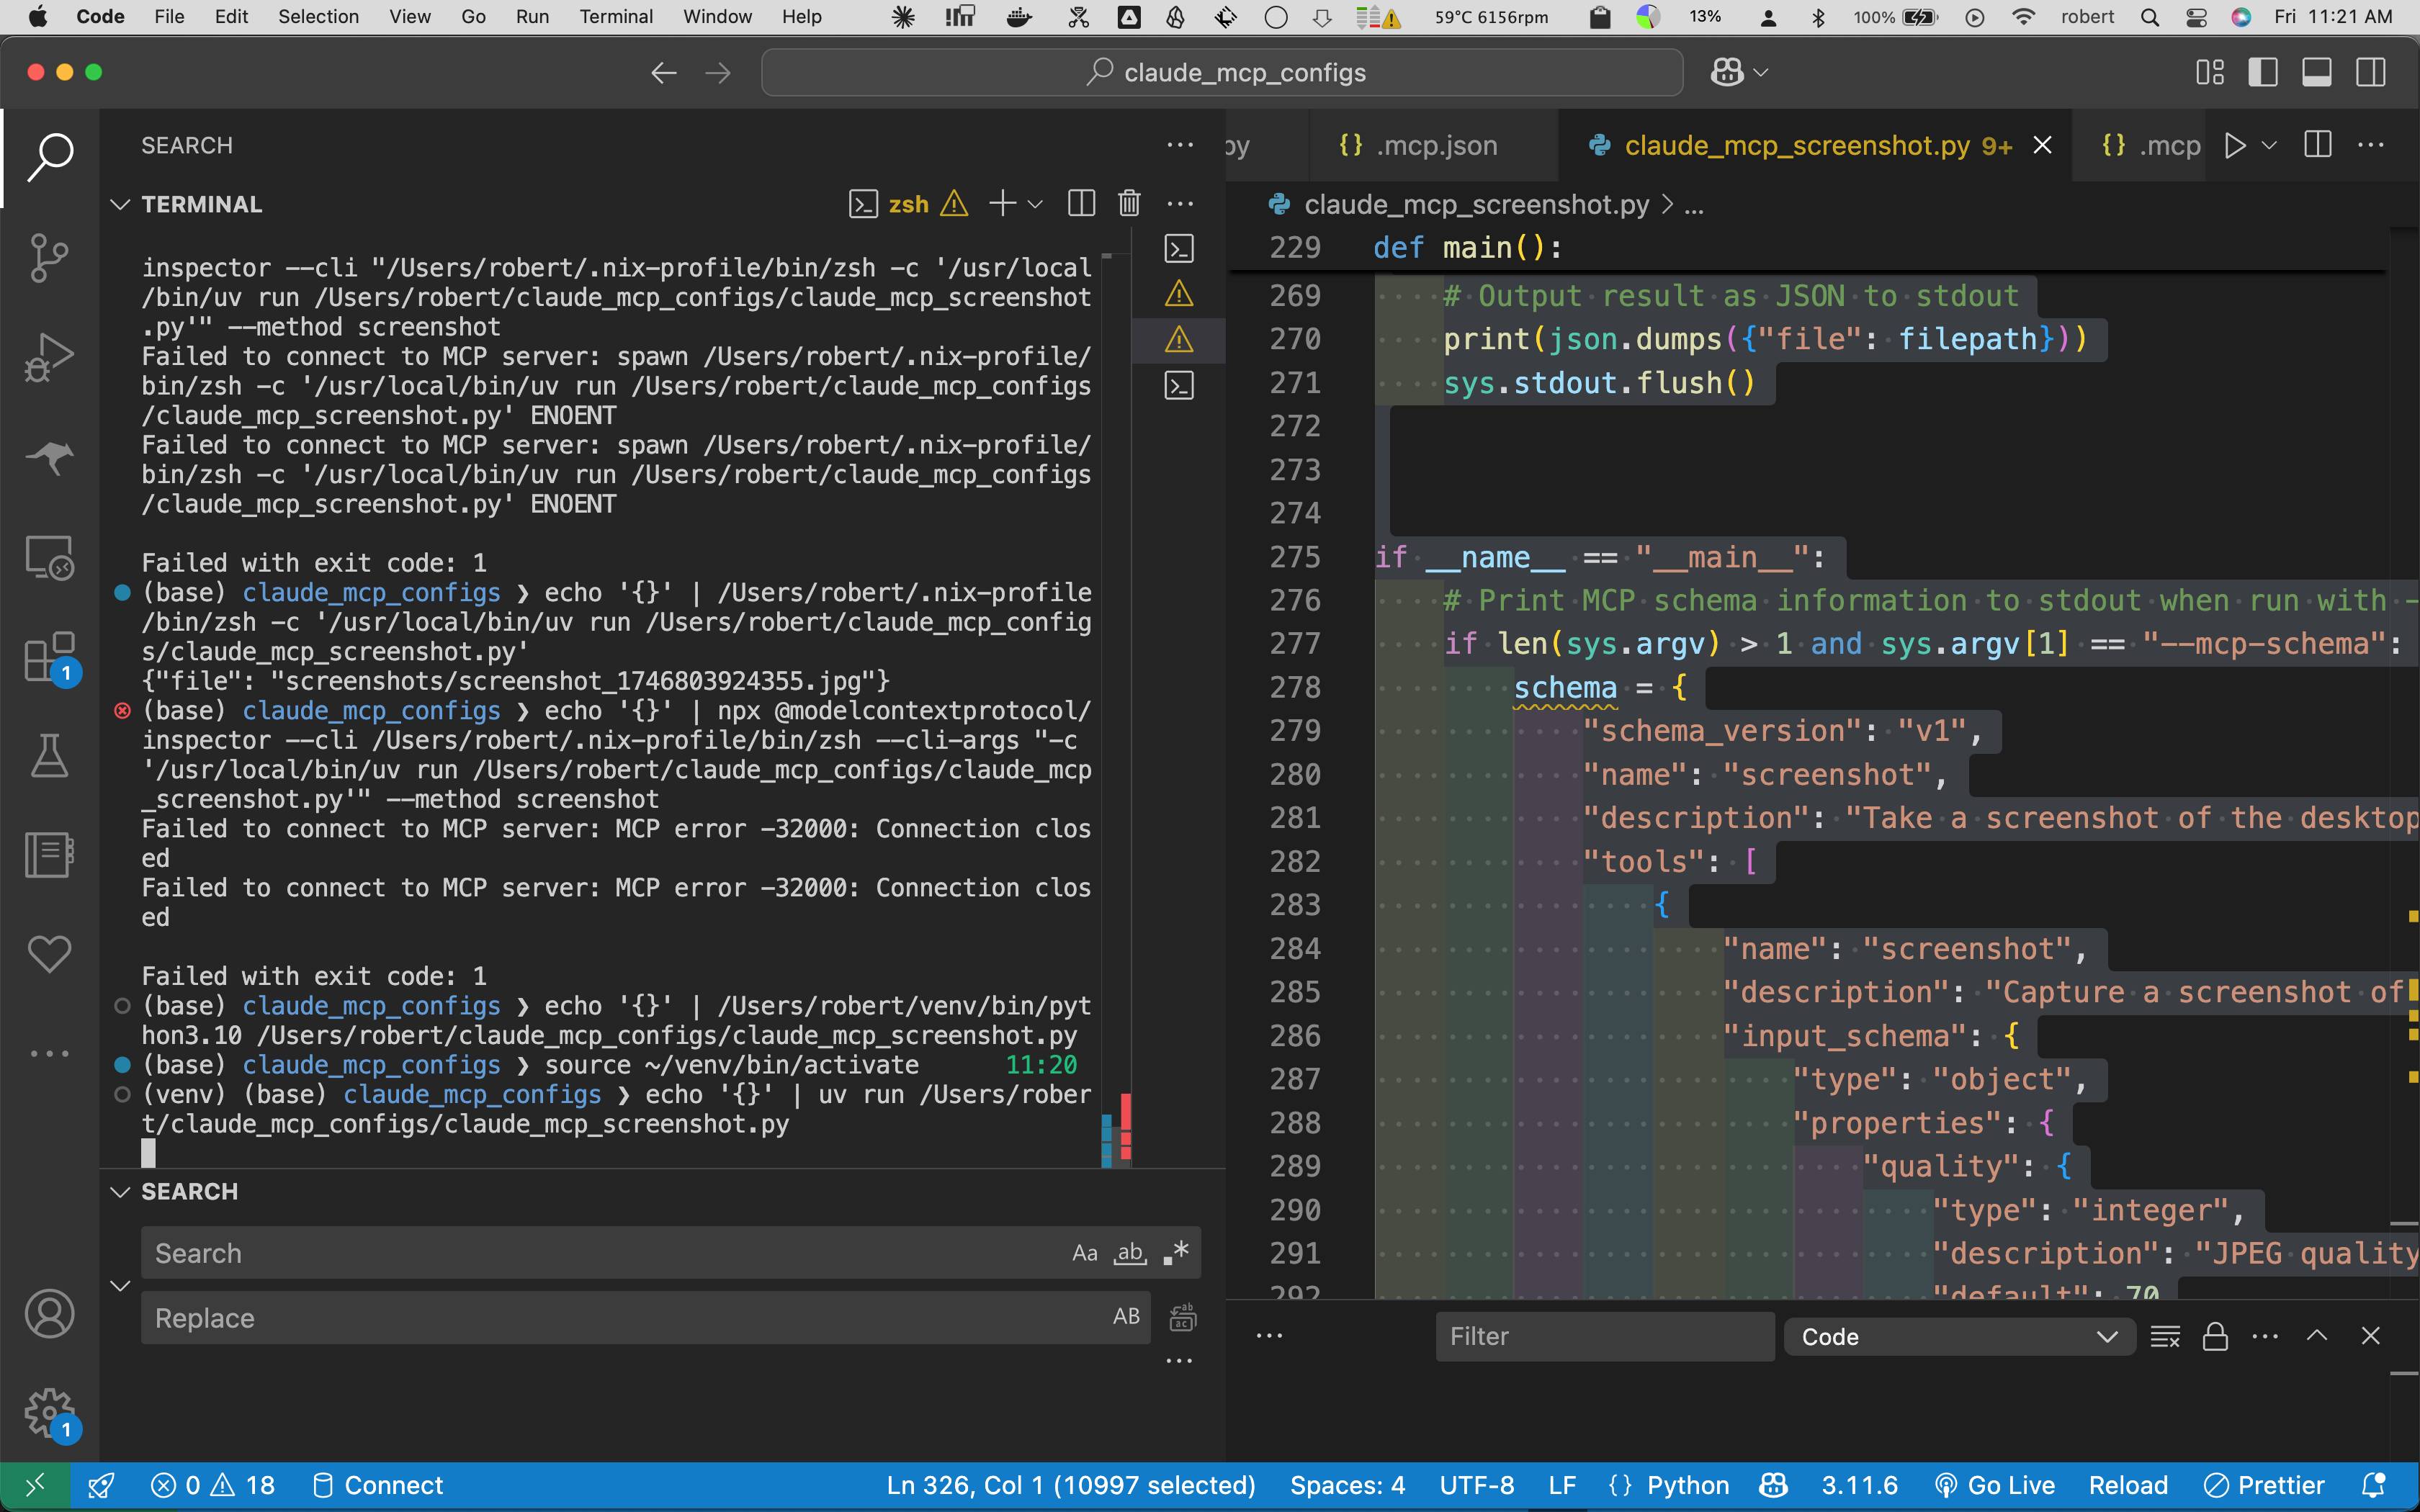 Code File Edit Selection View Go Run Terminal Window Help 59°C 6156rpm 13% 100% robert Fri 11:21 AM
claude_mcp_configs
SEARCH
TERMINAL
zsh
inspector --cli "/Users/robert/.nix-profile/bin/zsh -c '/usr/local
/bin/uv run /Users/robert/claude_mcp_configs/claude_mcp_screenshot
.py'" --method screenshot
Failed to connect to MCP server: spawn /Users/robert/.nix-profile/
bin/zsh -c '/usr/local/bin/uv run /Users/robert/claude_mcp_configs
/claude_mcp_screenshot.py' ENOENT
Failed to connect to MCP server: spawn /Users/robert/.nix-profile/
bin/zsh -c '/usr/local/bin/uv run /Users/robert/claude_mcp_configs
/claude_mcp_screenshot.py' ENOENT
Failed with exit code: 1
(base) claude_mcp_configs ❯ echo '{}' | /Users/robert/.nix-profile
/bin/zsh -c '/usr/local/bin/uv run /Users/robert/claude_mcp_config
s/claude_mcp_screenshot.py'
{"file": "screenshots/screenshot_1746803924355.jpg"}
(base) claude_mcp_configs ❯ echo '{}' | npx @modelcontextprotocol/
inspector --cli /Users/robert/.nix-profile/bin/zsh --cli-args "-c
'/usr/local/bin/uv run /Users/robert/claude_mcp_configs/claude_mcp
_screenshot.py'" --method screenshot
Failed to connect to MCP server: MCP error -32000: Connection clos
ed
Failed to connect to MCP server: MCP error -32000: Connection clos
ed
Failed with exit code: 1
(base) claude_mcp_configs ❯ echo '{}' | /Users/robert/venv/bin/pyt
hon3.10 /Users/robert/claude_mcp_configs/claude_mcp_screenshot.py
(base) claude_mcp_configs ❯ source ~/venv/bin/activate 11:20
(venv) (base) claude_mcp_configs ❯ echo '{}' | uv run /Users/rober
t/claude_mcp_configs/claude_mcp_screenshot.py
SEARCH
Search Aa ab
Replace AB
1
1
py {} .mcp.json claude_mcp_screenshot.py 9+ {} .mcp
claude_mcp_screenshot.py > ...
229 def main():
269 # Output result as JSON to stdout
270 print(json.dumps({"file": filepath}))
271 sys.stdout.flush()
272
273
274
275 if __name__ == "__main__":
276 # Print MCP schema information to stdout when run with -
277 if len(sys.argv) > 1 and sys.argv[1] == "--mcp-schema":
278 schema = {
279 "schema_version": "v1",
280 "name": "screenshot",
281 "description": "Take a screenshot of the desktop
282 "tools": [
283 {
284 "name": "screenshot",
285 "description": "Capture a screenshot of
286 "input_schema": {
287 "type": "object",
288 "properties": {
289 "quality": {
290 "type": "integer",
291 "description": "JPEG quality
292 "default": 70
Filter Code
0 18 Connect Ln 326, Col 1 (10997 selected) Spaces: 4 UTF-8 LF {} Python 3.11.6 Go Live Reload Prettier